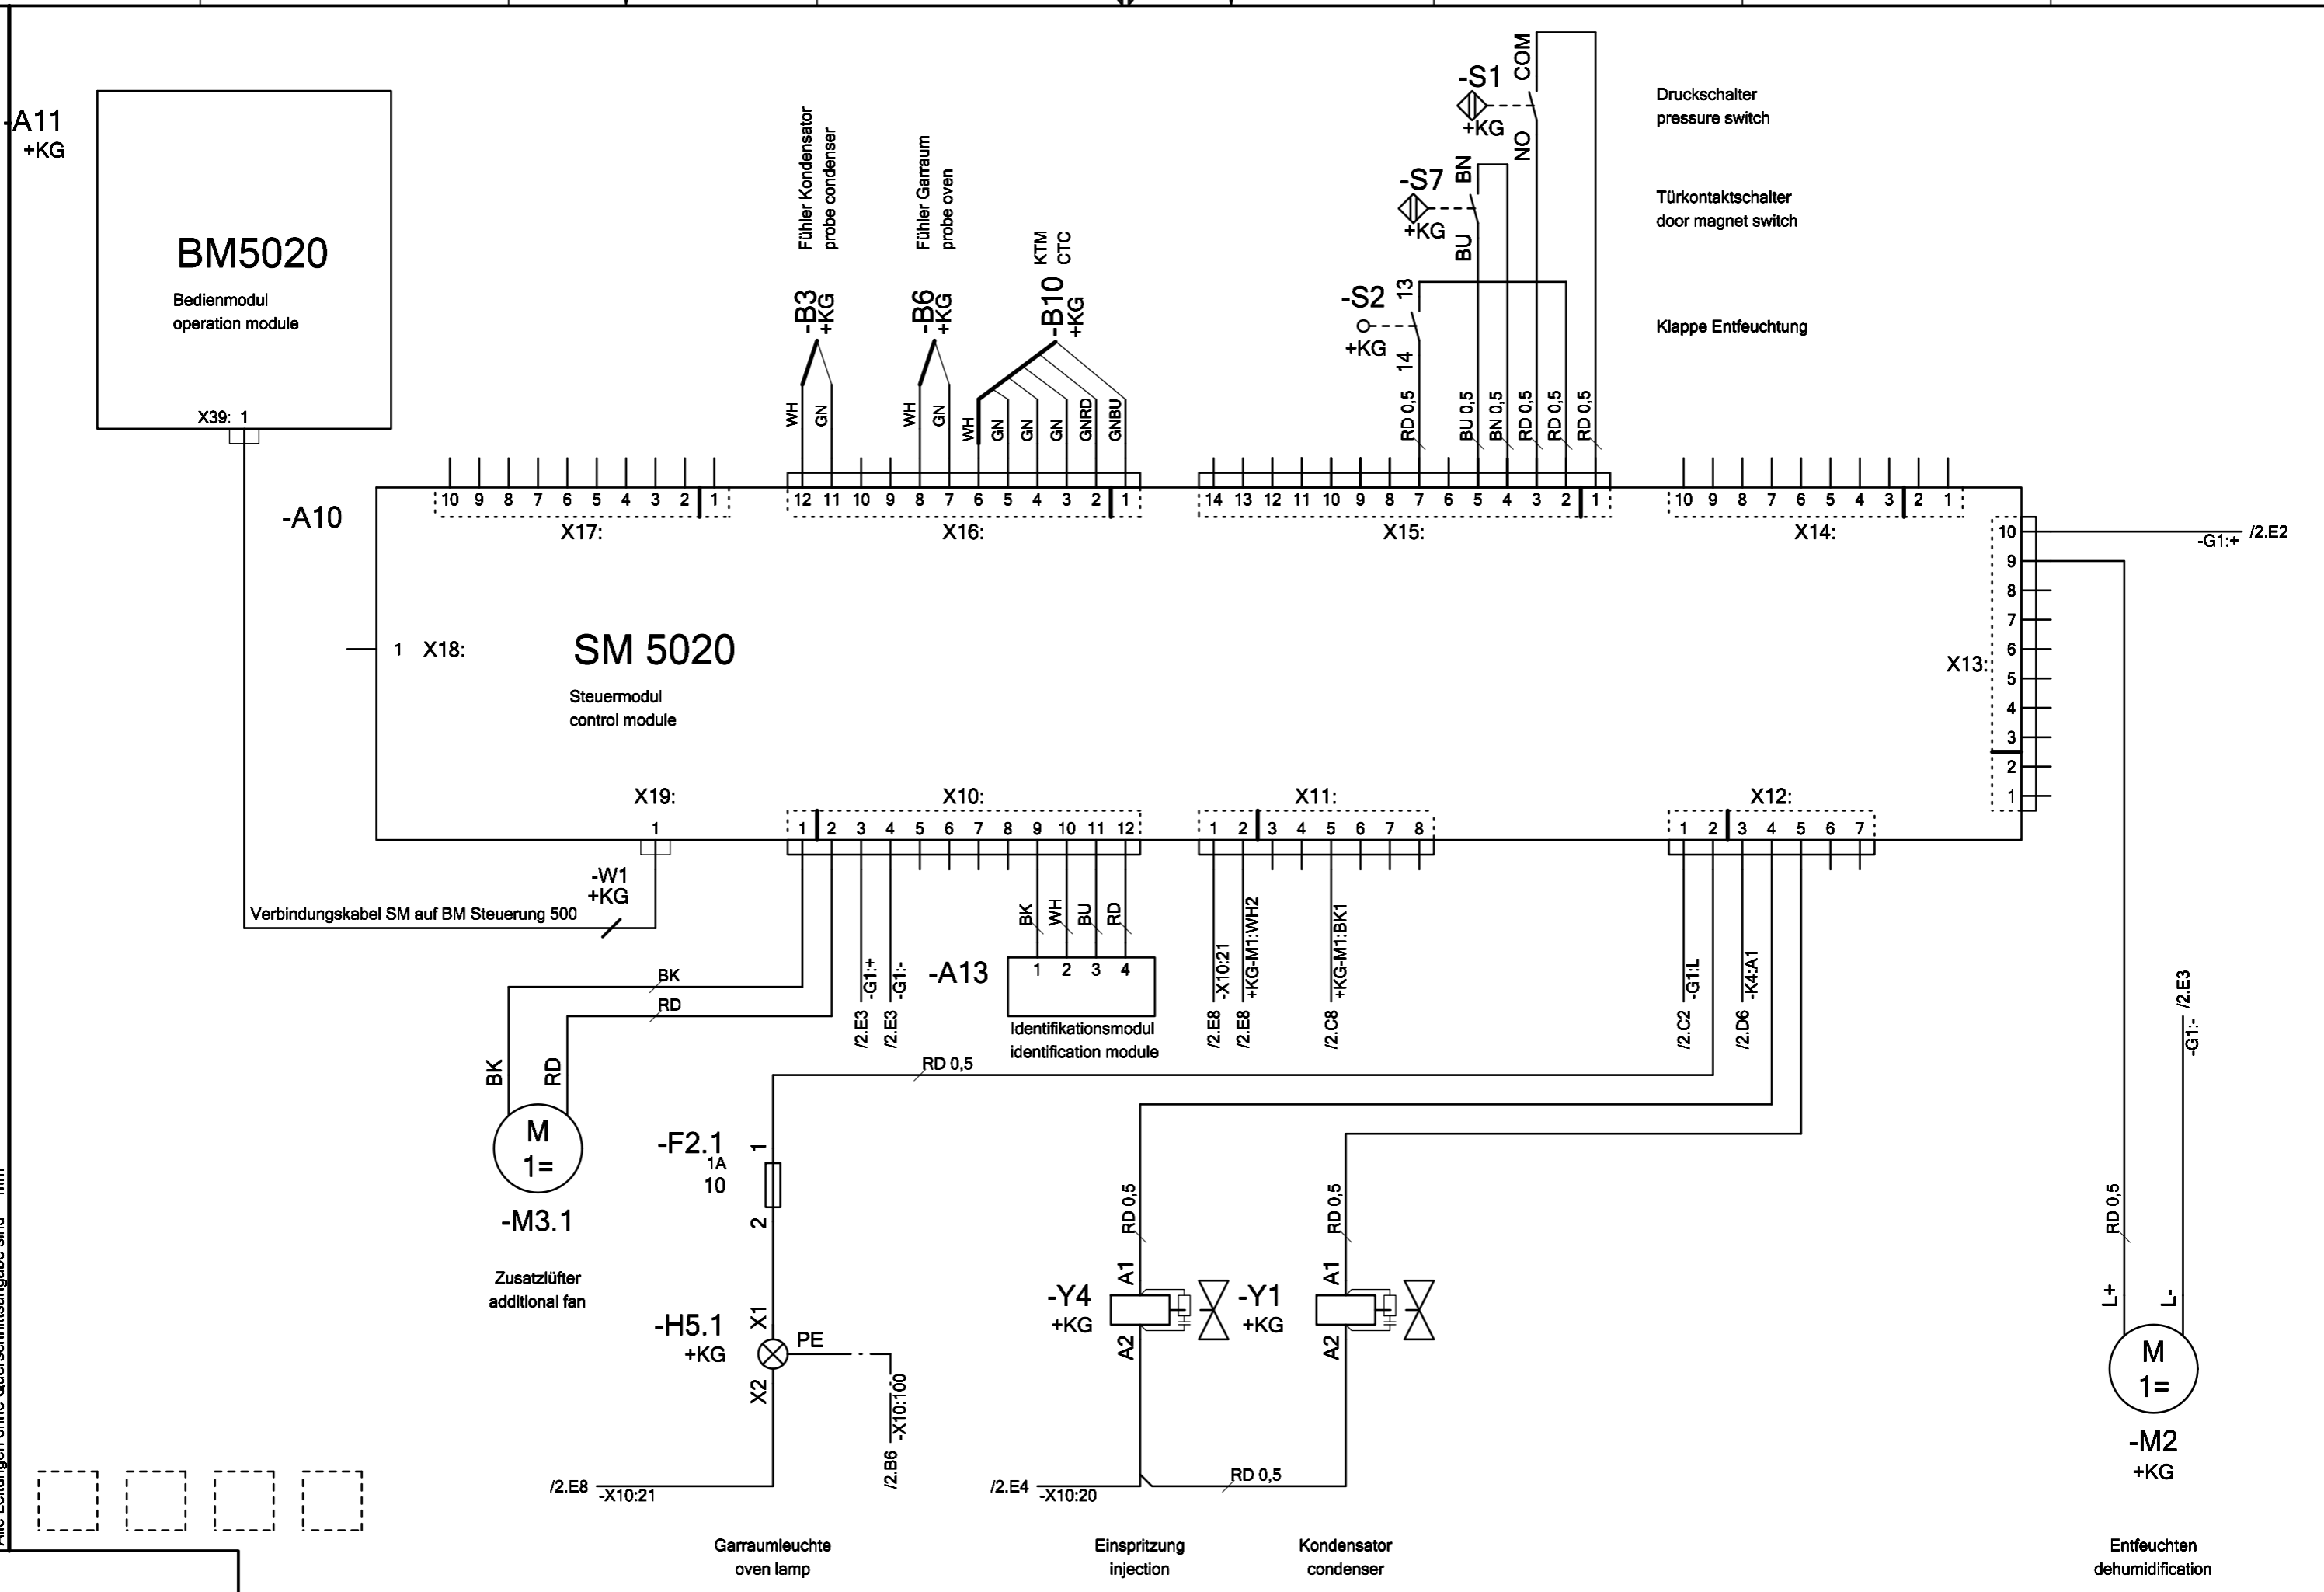 -A11
+KG
BM5020
Bedienmodul
operation module
X39: 1
Fühler Kondensator
probe condenser
-B3
+KG
WH
GN
Fühler Garraum
probe oven
-B6
+KG
WH
GN
KTM
CTC
-B10
+KG
WH
GN
GN
GN
GNRD
GNBU
-S1
+KG
COM
NO
Druckschalter
pressure switch
-S7
+KG
BN
BU
Türkontaktschalter
door magnet switch
-S2
+KG
13
14
Klappe Entfeuchtung
RD 0,5
BU 0,5
BN 0,5
RD 0,5
RD 0,5
RD 0,5
-A10
10 9 8 7 6 5 4 3 2 1
X17:
12 11 10 9 8 7 6 5 4 3 2 1
X16:
14 13 12 11 10 9 8 7 6 5 4 3 2 1
X15:
10 9 8 7 6 5 4 3 2 1
X14:
1 X18:
SM 5020
Steuermodul
control module
X13:
10
9
8
7
6
5
4
3
2
1
-G1:+ /2.E2
X19:
1
X10:
1 2 3 4 5 6 7 8 9 10 11 12
X11:
1 2 3 4 5 6 7 8
X12:
1 2 3 4 5 6 7
-W1
+KG
Verbindungskabel SM auf BM Steuerung 500
BK
RD
BK
RD
M
1=
-M3.1
Zusatzlüfter
additional fan
/2.E3 -G1:+
/2.E3 -G1:-
BK
WH
BU
RD
-A13
1 2 3 4
Identifikationsmodul
identification module
/2.E8 -X10:21
/2.E8 +KG-M1:WH2
/2.C8 +KG-M1:BK1
/2.C2 -G1:L
/2.D6 -K4:A1
RD 0,5
-F2.1
1A
10
1
2
-H5.1
+KG
X1
X2
PE
/2.B6 -X10:100
/2.E8 -X10:21
Garraumleuchte
oven lamp
RD 0,5
-Y4
+KG
A1
A2
/2.E4 -X10:20
Einspritzung
injection
RD 0,5
-Y1
+KG
A1
A2
RD 0,5
Kondensator
condenser
RD 0,5
L+
L-
-G1:- /2.E3
M
1=
-M2
+KG
Entfeuchten
dehumidification